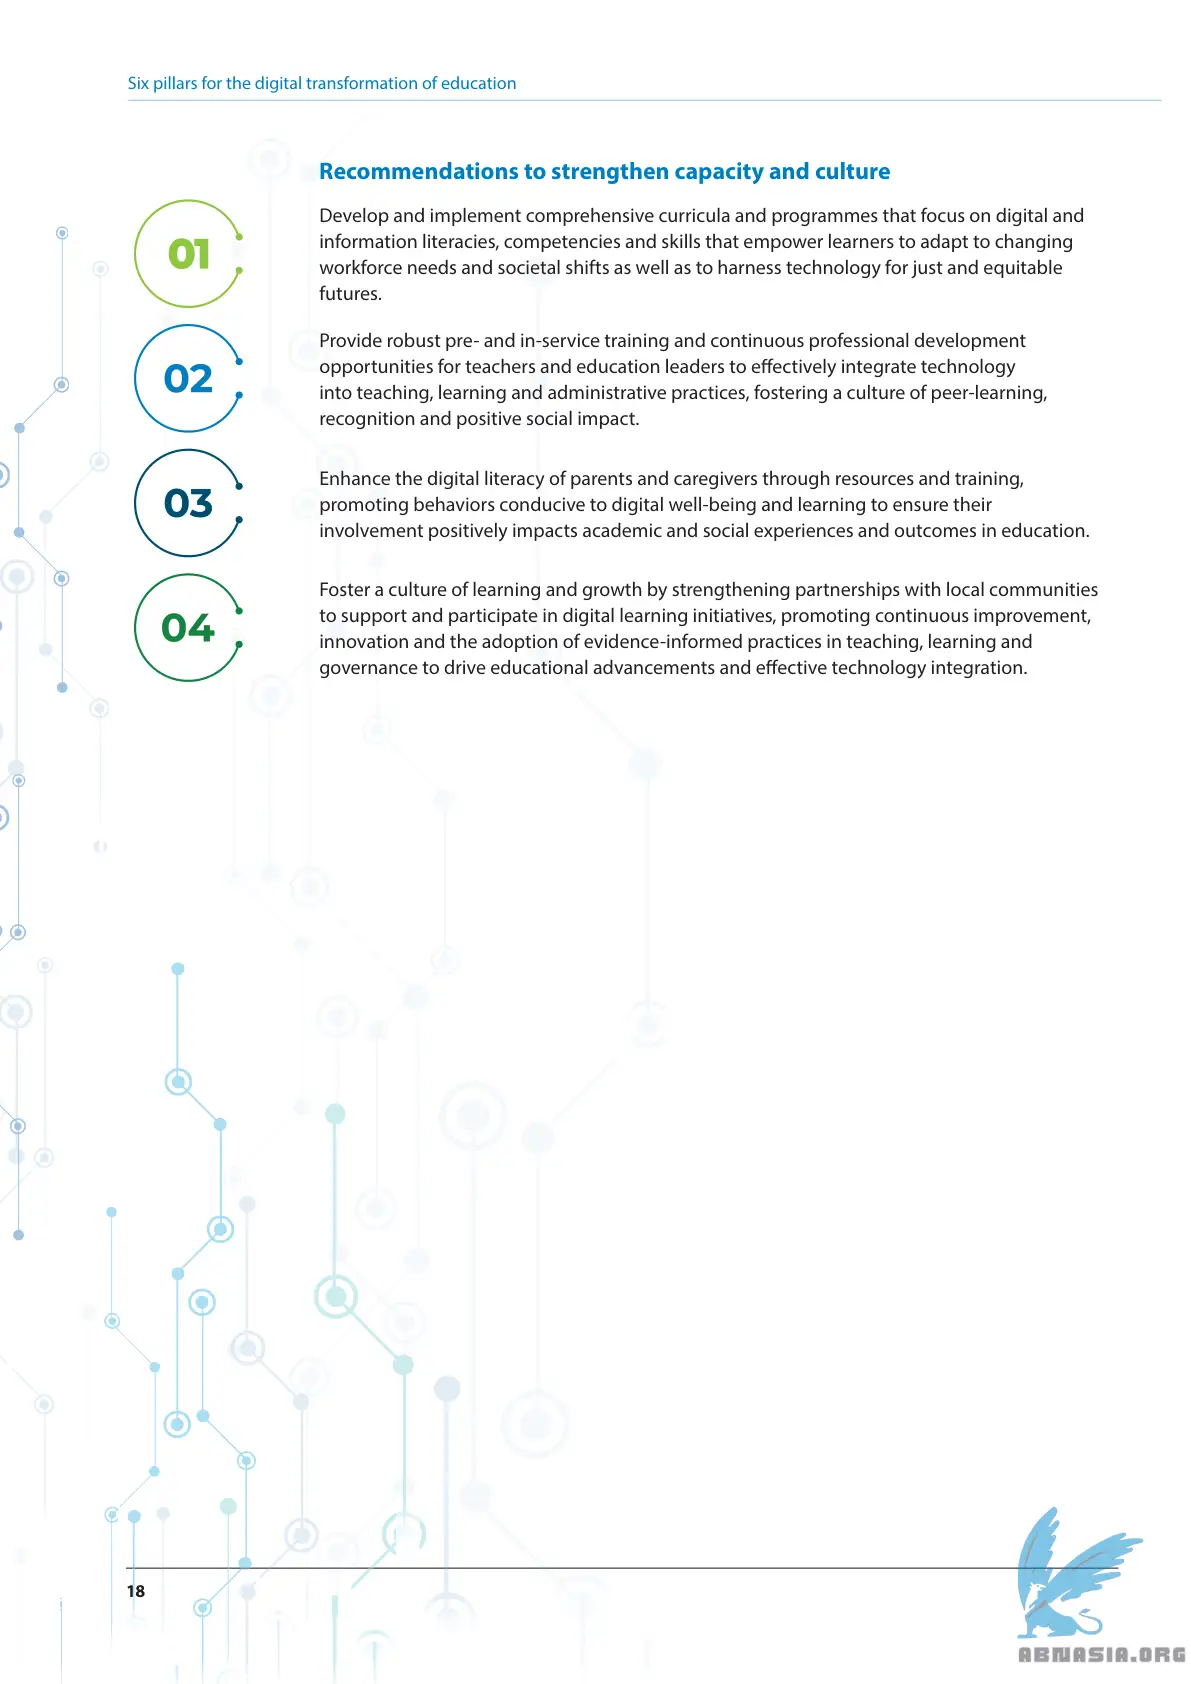 Six pillars for the digital transformation of education
Recommendations to strengthen capacity and culture
01
Develop and implement comprehensive curricula and programmes that focus on digital and
information literacies, competencies and skills that empower learners to adapt to changing
workforce needs and societal shifts as well as to harness technology for just and equitable
futures.
02
Provide robust pre- and in-service training and continuous professional development
opportunities for teachers and education leaders to effectively integrate technology
into teaching, learning and administrative practices, fostering a culture of peer-learning,
recognition and positive social impact.
03
Enhance the digital literacy of parents and caregivers through resources and training,
promoting behaviors conducive to digital well-being and learning to ensure their
involvement positively impacts academic and social experiences and outcomes in education.
04
Foster a culture of learning and growth by strengthening partnerships with local communities
to support and participate in digital learning initiatives, promoting continuous improvement,
innovation and the adoption of evidence-informed practices in teaching, learning and
governance to drive educational advancements and effective technology integration.
18
ABNASIA.ORG